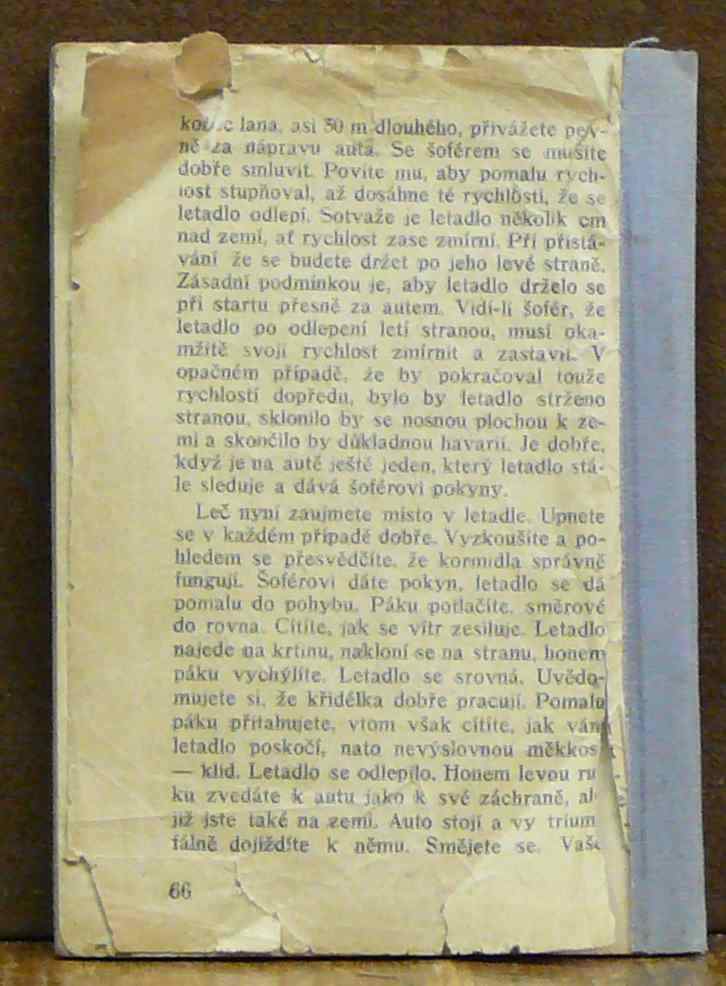 lana, asi 50 m dlouhého, přivážete pev-
ně za nápravu auta. Se šoférem se musíte
dobře smluvit. Povíte mu, aby pomalu rych-
lost stupňoval, až dosáhne té rychlosti, že se
letadlo odlepí. Sotvaže je letadlo několik cm
nad zemí, ať rychlost zase zmírní. Při přistá-
vání že se budete držet po jeho levé straně.
Zásadní podmínkou je, aby letadlo drželo se
při startu přesně za autem. Vidí-li šofér, že
letadlo po odlepení letí stranou, musí oka-
mžitě svoji rychlost zmírnit a zastavit. V
opačném případě, že by pokračoval touže
rychlostí dopředu, bylo by letadlo strženo
stranou, sklonilo by se nosnou plochou k ze-
mi a skončilo by důkladnou havarií. Je dobře,
když je na autě ještě jeden, který letadlo stá-
le sleduje a dává šoférovi pokyny.
Leč nyní zaujmete místo v letadle. Upnete
se v každém případě dobře. Vyzkoušíte a po-
hledem se přesvědčíte, že kormidla správně
fungují. Šoférovi dáte pokyn, letadlo se dá
pomalu do pohybu. Páku potlačíte, směrové
do rovna. Cítíte, jak se vítr zesiluje. Letadlo
najede na krtinu, nakloní se na stranu, honem
páku vychýlíte. Letadlo se srovná. Uvědo-
mujete si, že křidélka dobře pracují. Pomalu
páku přitahujete, vtom však cítíte, jak vám
letadlo poskočí, nato nevýslovnou měkkos
— klid. Letadlo se odlepilo. Honem levou ru
ku zvedáte k autu jako k své záchraně, al
již jste také na zemi. Auto stojí a vy trium
fálně dojíždíte k němu. Smějete se. Vaše
66